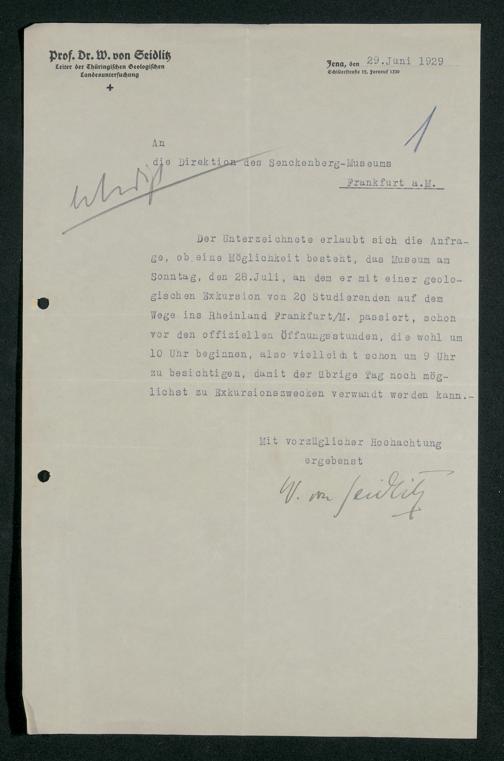 Prof. Dr. W. von Seidlitz
Leiter der Thüringischen Geologischen
Landesuntersuchung
Jena, den 29.Juni 1929
Schillerstraße 12, Fernruf 1330
1
An
die Direktion des Senckenberg-Museums
Frankfurt a.M.
erledigt
Der Unterzeichnete erlaubt sich die Anfra-
ge, ob eine Möglichkeit besteht, das Museum am
Sonntag, den 28.Juli, an dem er mit einer geolo-
gischen Exkursion von 20 Studierenden auf dem
Wege ins Rheinland Frankfurt/M. passiert, schon
vor den offiziellen Öffnungsstunden, die wohl um
10 Uhr beginnen, also vielleicht schon um 9 Uhr
zu besichtigen, damit der übrige Tag noch mög-
lichst zu Exkursionszwecken verwandt werden kann.-
Mit vorzüglicher Hochachtung
ergebenst
W. von Seidlitz